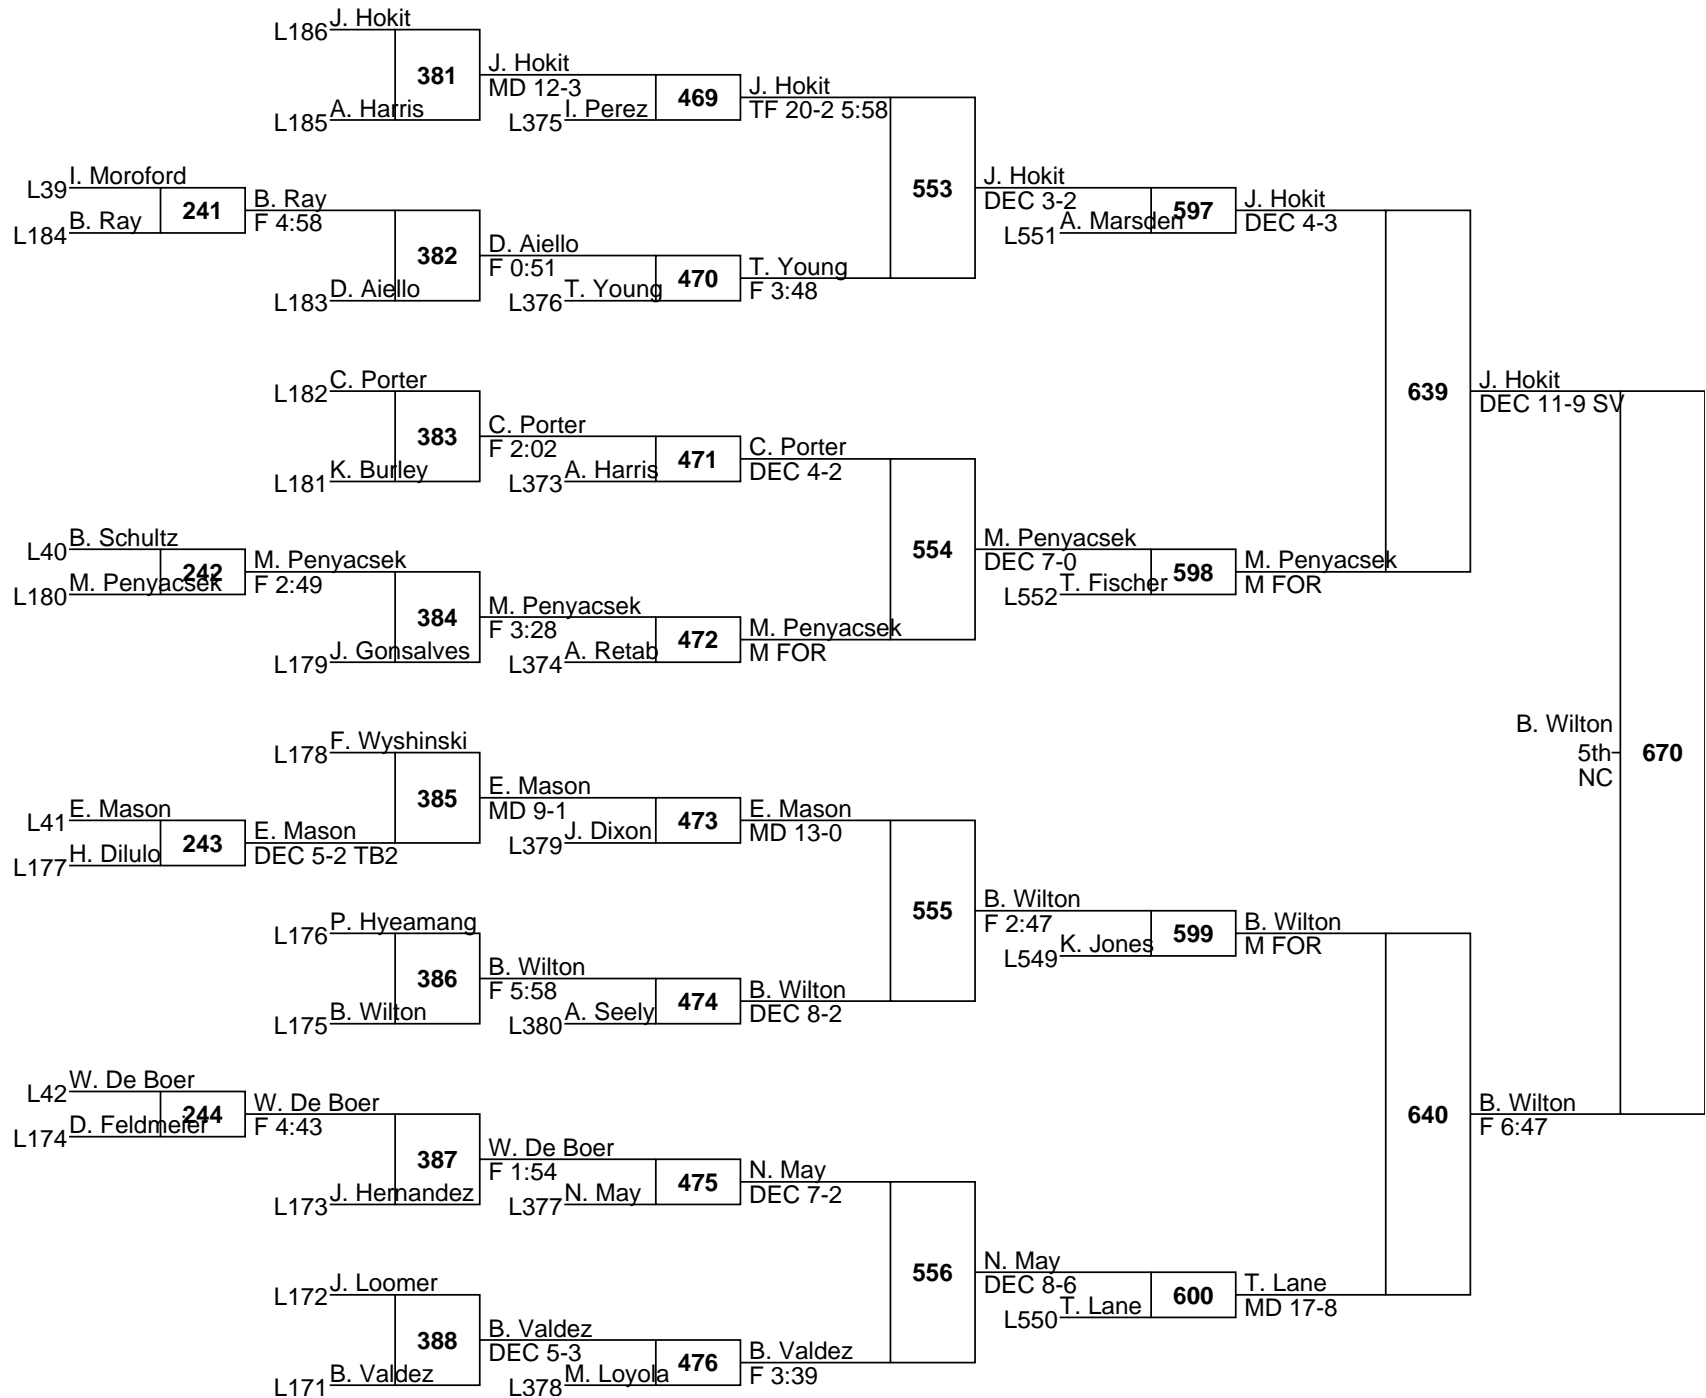 J. Hokit
L186
381
J. Hokit
MD 12-3
A. Harris
L185
I. Perez
L375
469
J. Hokit
TF 20-2 5:58
I. Moroford
L39
241
B. Ray
L184
B. Ray
F 4:58
382
D. Aiello
L183
D. Aiello
F 0:51
T. Young
L376
470
T. Young
F 3:48
553
J. Hokit
DEC 3-2
A. Marsden
L551
597
J. Hokit
DEC 4-3
C. Porter
L182
383
K. Burley
L181
C. Porter
F 2:02
A. Harris
L373
471
C. Porter
DEC 4-2
B. Schultz
L40
242
M. Penyacsek
L180
M. Penyacsek
F 2:49
384
J. Gonsalves
L179
M. Penyacsek
F 3:28
A. Retab
L374
472
M. Penyacsek
M FOR
554
M. Penyacsek
DEC 7-0
T. Fischer
L552
598
M. Penyacsek
M FOR
639
J. Hokit
DEC 11-9 SV
F. Wyshinski
L178
385
E. Mason
L41
243
H. Dilulo
L177
E. Mason
DEC 5-2 TB2
E. Mason
MD 9-1
J. Dixon
L379
473
E. Mason
MD 13-0
P. Hyeamang
L176
386
B. Wilton
L175
B. Wilton
F 5:58
A. Seely
L380
474
B. Wilton
DEC 8-2
555
B. Wilton
F 2:47
K. Jones
L549
599
B. Wilton
M FOR
W. De Boer
L42
244
D. Feldmeier
L174
W. De Boer
F 4:43
387
J. Hernandez
L173
W. De Boer
F 1:54
N. May
L377
475
N. May
DEC 7-2
J. Loomer
L172
388
B. Valdez
L171
B. Valdez
DEC 5-3
M. Loyola
L378
476
B. Valdez
F 3:39
556
N. May
DEC 8-6
T. Lane
L550
600
T. Lane
MD 17-8
640
B. Wilton
F 6:47
B. Wilton
5th
NC
670